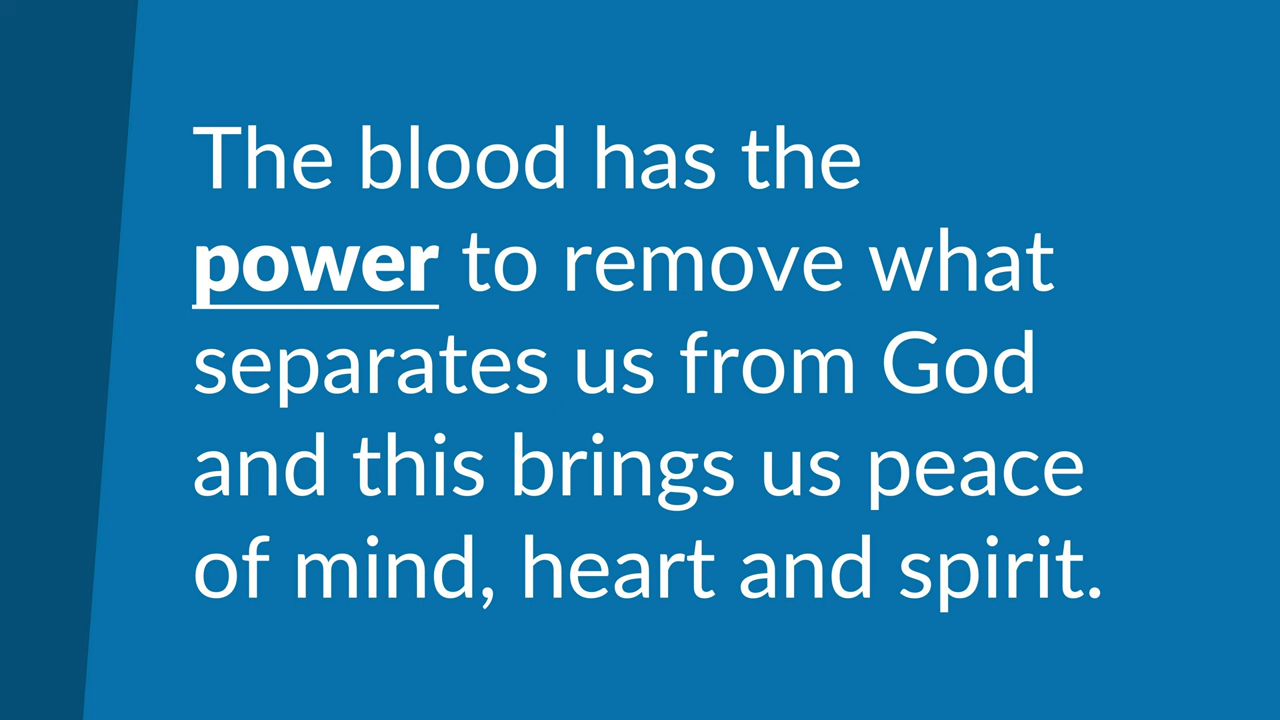 The blood has the
power to remove what
separates us from God
and this brings us peace
of mind, heart and spirit.